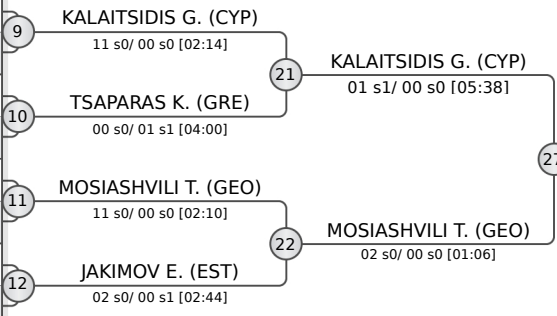 9
KALAITSIDIS G. (CYP)
11 s0/ 00 s0 [02:14]
21
KALAITSIDIS G. (CYP)
01 s1/ 00 s0 [05:38]
10
TSAPARAS K. (GRE)
00 s0/ 01 s1 [04:00]
27
11
MOSIASHVILI T. (GEO)
11 s0/ 00 s0 [02:10]
22
MOSIASHVILI T. (GEO)
02 s0/ 00 s0 [01:06]
12
JAKIMOV E. (EST)
02 s0/ 00 s1 [02:44]